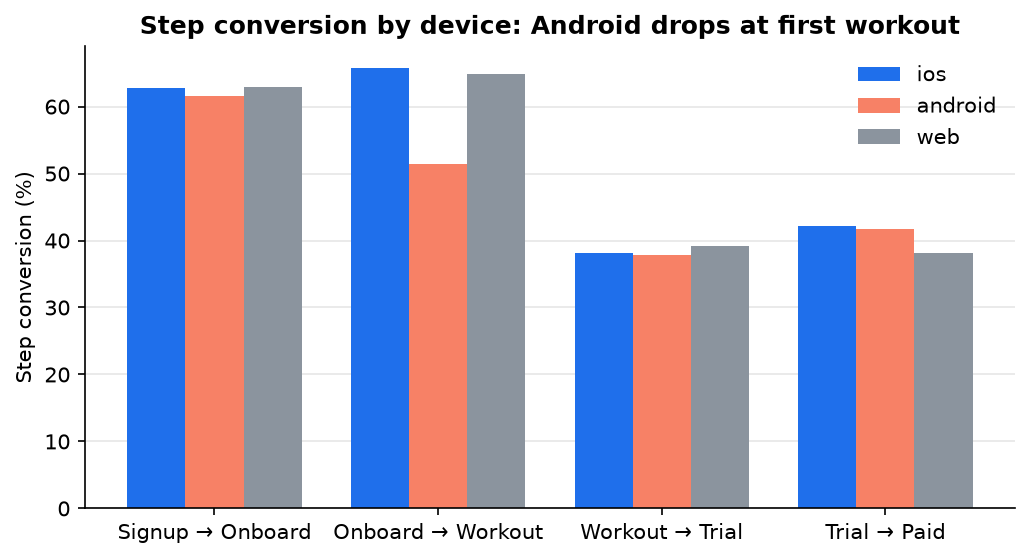 Step conversion by device: Android drops at first workout
ios
android
web
Step conversion (%)
60
50
40
30
20
10
0
Signup → Onboard
Onboard → Workout
Workout → Trial
Trial → Paid